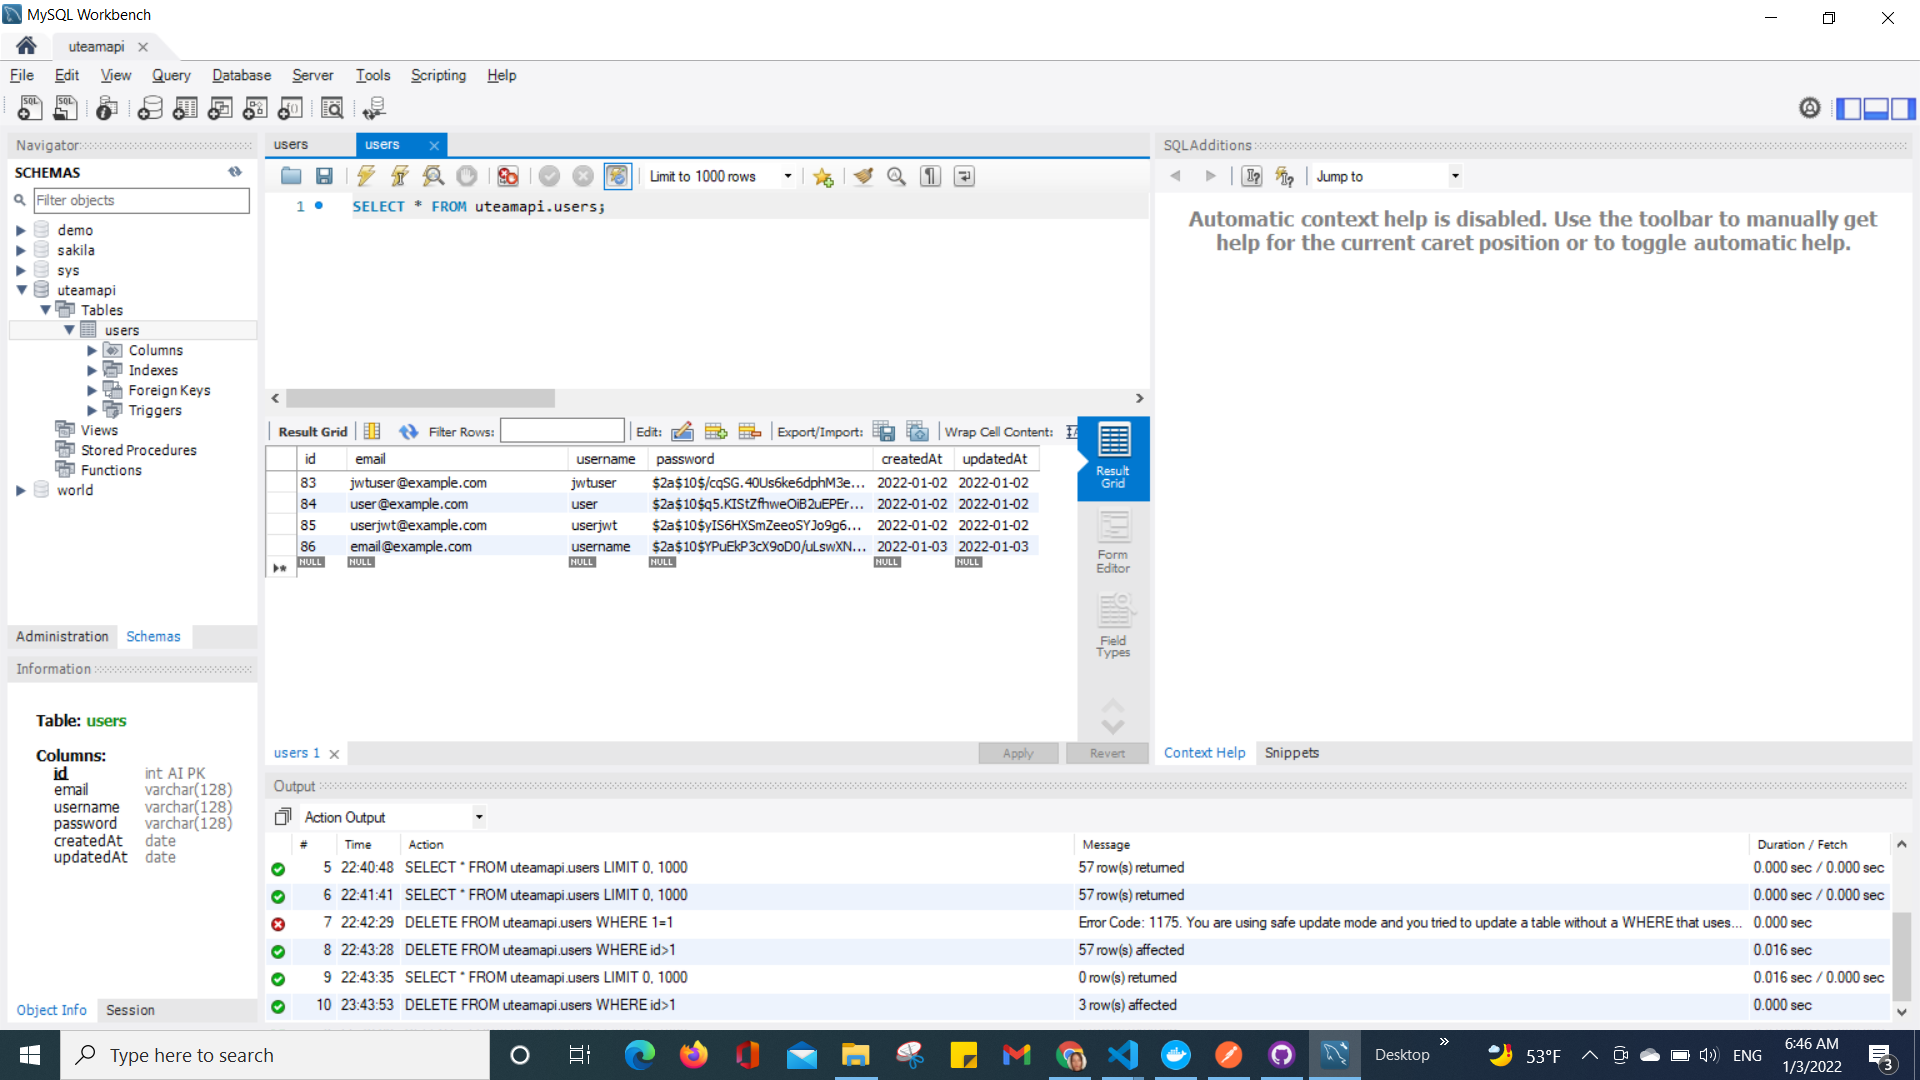 MySQL Workbench
uteamapi
File Edit View Query Database Server Tools Scripting Help
Navigator
SCHEMAS
Filter objects
demo
sakila
sys
uteamapi
Tables
users
Columns
Indexes
Foreign Keys
Triggers
Views
Stored Procedures
Functions
world
Administration Schemas
Information
Table: users
Columns:
id int AI PK
email varchar(128)
username varchar(128)
password varchar(128)
createdAt date
updatedAt date
Object Info Session
users users
Limit to 1000 rows
1 SELECT * FROM uteamapi.users;
Result Grid Filter Rows: Edit: Export/Import: Wrap Cell Content:
id email username password createdAt updatedAt
83 jwtuser@example.com jwtuser $2a$10$/cqSG.40Us6ke6dphM3e... 2022-01-02 2022-01-02
84 user@example.com user $2a$10$q5.KIStZfhweOiB2uEPEr... 2022-01-02 2022-01-02
85 userjwt@example.com userjwt $2a$10$yIS6HXSmZeeoSYJo9g6... 2022-01-02 2022-01-02
86 email@example.com username $2a$10$YPuEkP3cX9oD0/uLswXN... 2022-01-03 2022-01-03
NULL NULL NULL NULL NULL NULL
Result
Grid
Form
Editor
Field
Types
users 1 Apply Revert
SQLAdditions
Jump to
Automatic context help is disabled. Use the toolbar to manually get
help for the current caret position or to toggle automatic help.
Context Help Snippets
Output
Action Output
# Time Action Message Duration / Fetch
5 22:40:48 SELECT * FROM uteamapi.users LIMIT 0, 1000 57 row(s) returned 0.000 sec / 0.000 sec
6 22:41:41 SELECT * FROM uteamapi.users LIMIT 0, 1000 57 row(s) returned 0.000 sec / 0.000 sec
7 22:42:29 DELETE FROM uteamapi.users WHERE 1=1 Error Code: 1175. You are using safe update mode and you tried to update a table without a WHERE that uses... 0.000 sec
8 22:43:28 DELETE FROM uteamapi.users WHERE id>1 57 row(s) affected 0.016 sec
9 22:43:35 SELECT * FROM uteamapi.users LIMIT 0, 1000 0 row(s) returned 0.016 sec / 0.000 sec
10 23:43:53 DELETE FROM uteamapi.users WHERE id>1 3 row(s) affected 0.000 sec
Type here to search
Desktop
53°F
ENG
6:46 AM
1/3/2022
3